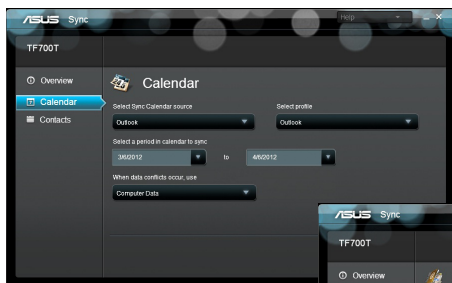 ASUS Sync
Help
TF700T
Overview
Calendar
Contacts
Calendar
Select Sync Calendar source
Select profile
Outlook
Outlook
Select a period in calendar to sync
3/6/2012 to 4/6/2012
When data conflicts occur, use
Computer Data
ASUS Sync
TF700T
Overview